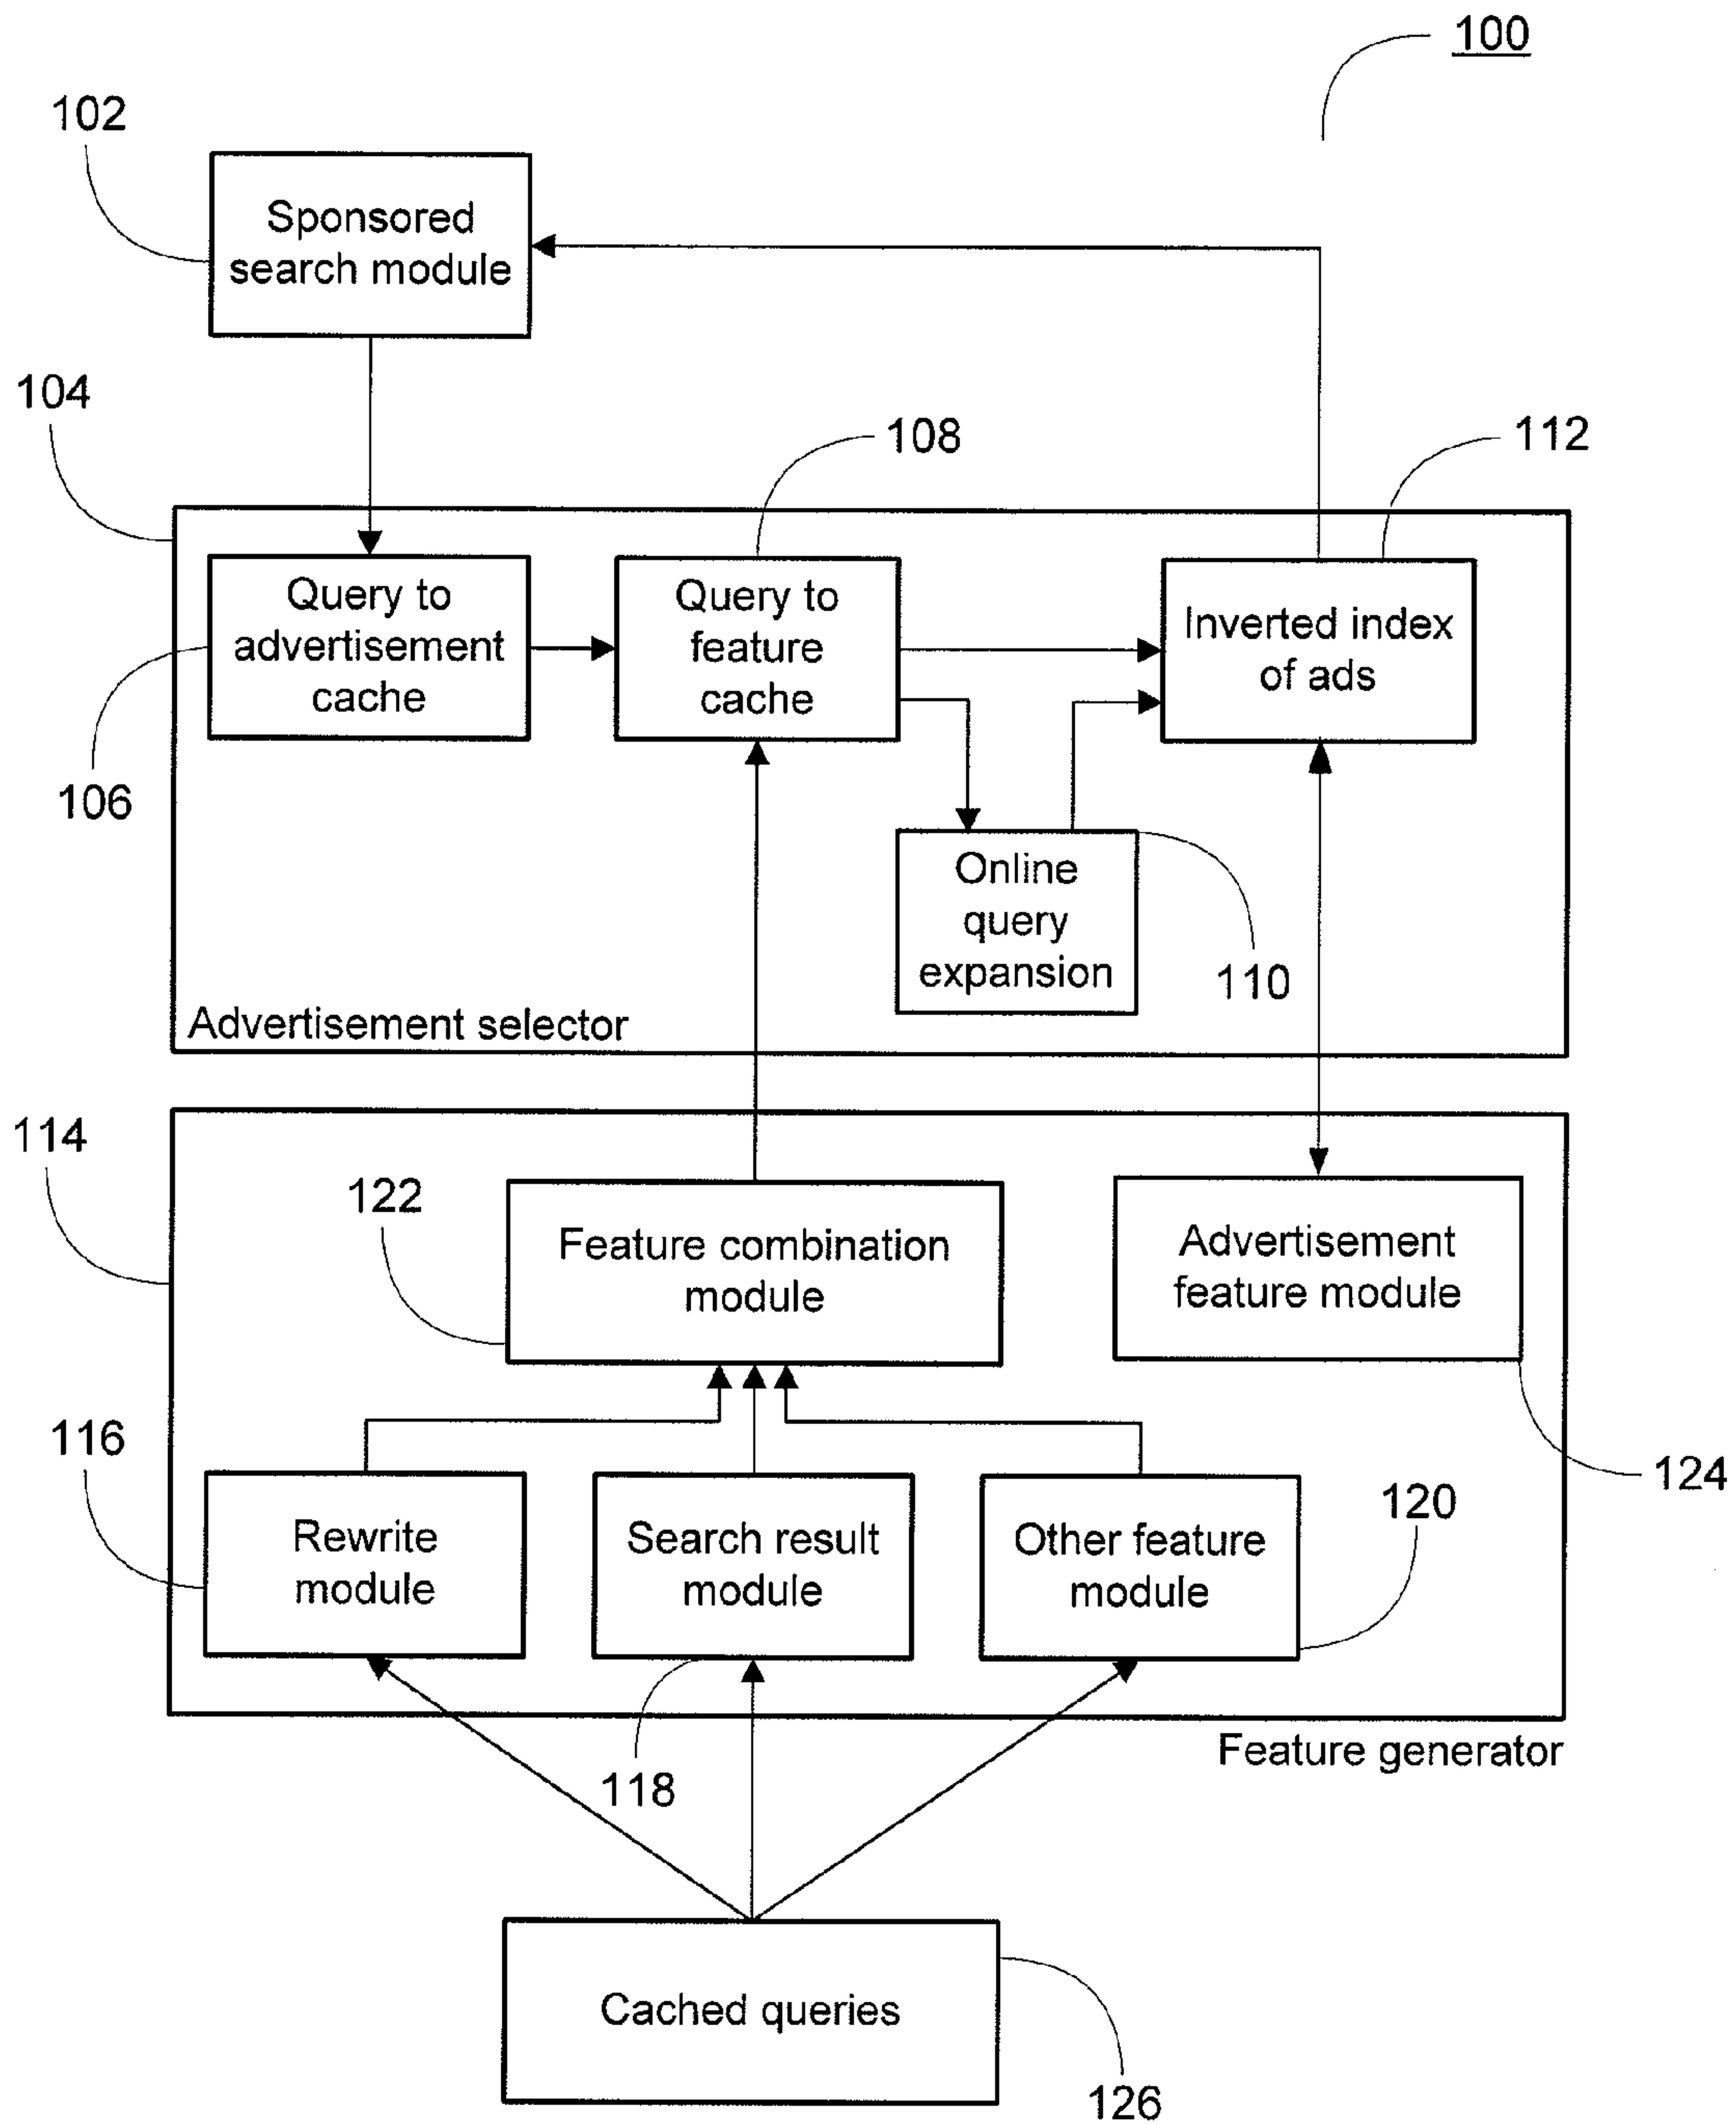 100
102
Sponsored
search module
104
108
112
Query to
advertisement
cache
Query to
feature
cache
Inverted index
of ads
106
Online
query
expansion
110
Advertisement selector
114
122
Feature combination
module
Advertisement
feature module
116
124
120
Rewrite
module
Search result
module
Other feature
module
Feature generator
118
Cached queries
126